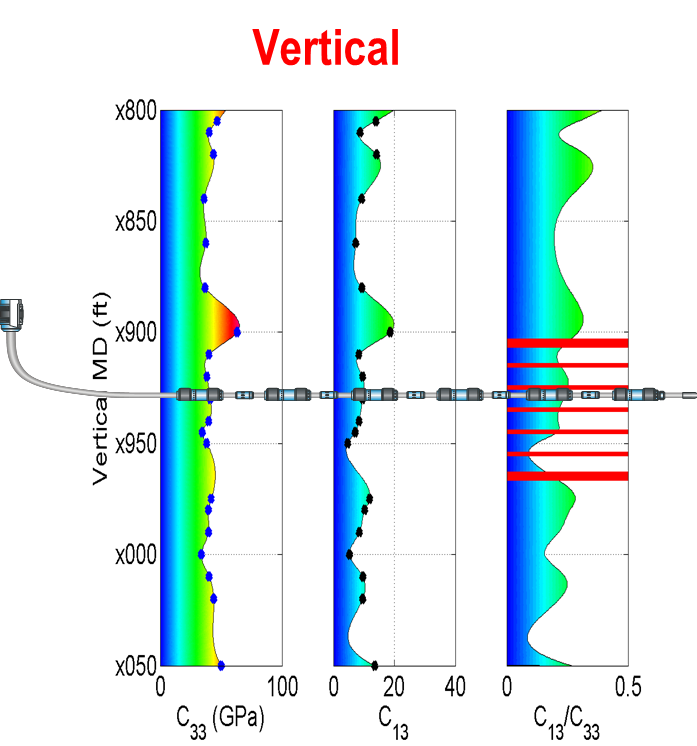 Vertical
x800
x850
x900
x950
x000
x050
Vertical MD (ft)
0 100
0 20 40
0 0.5
C33 (GPa)
C13
C13/C33